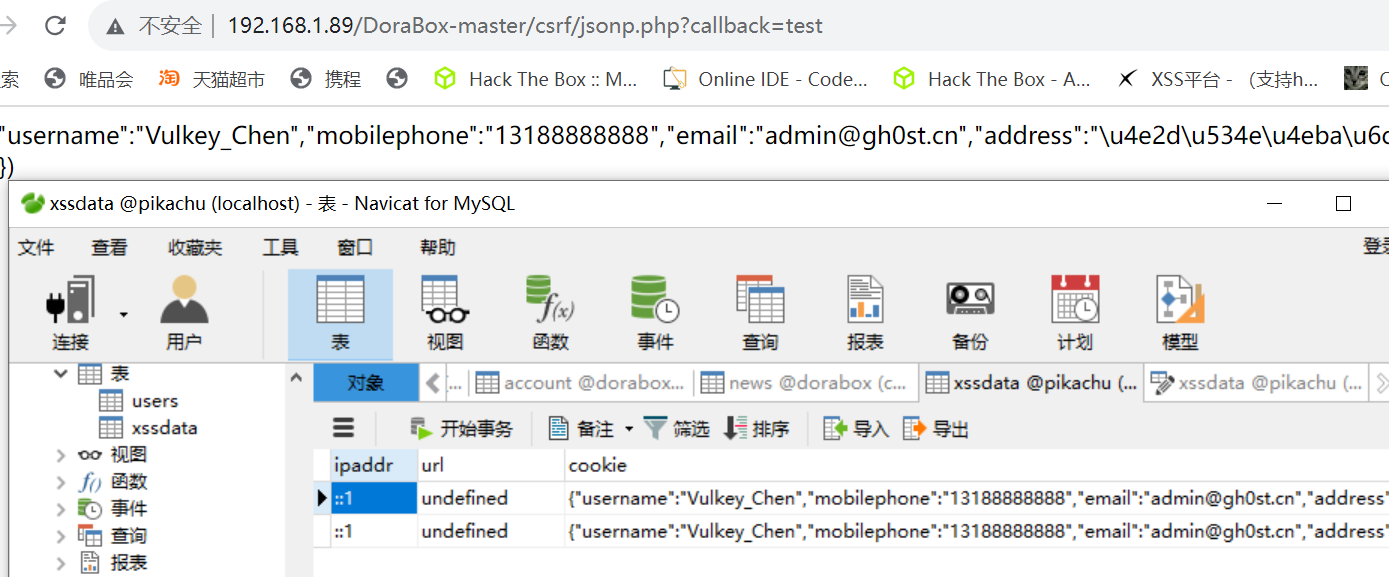 不安全 | 192.168.1.89/DoraBox-master/csrf/jsonp.php?callback=test
索 唯品会 天猫超市 携程 Hack The Box :: M... Online IDE - Code... Hack The Box - A... XSS平台 - (支持h...
"username":"Vulkey_Chen","mobilephone":"13188888888","email":"admin@gh0st.cn","address":"\u4e2d\u534e\u4eba\u6c
})
xssdata @pikachu (localhost) - 表 - Navicat for MySQL
文件 查看 收藏夹 工具 窗口 帮助 登录
连接 用户 表 视图 函数 事件 查询 报表 备份 计划 模型
表 对象 ... account @dorabox... news @dorabox (c... xssdata @pikachu (... xssdata @pikachu (...
users
xssdata 开始事务 备注 筛选 排序 导入 导出
视图 ipaddr url cookie
函数 ::1 undefined {"username":"Vulkey_Chen","mobilephone":"13188888888","email":"admin@gh0st.cn","address"
事件
查询 ::1 undefined {"username":"Vulkey_Chen","mobilephone":"13188888888","email":"admin@gh0st.cn","address"
报表